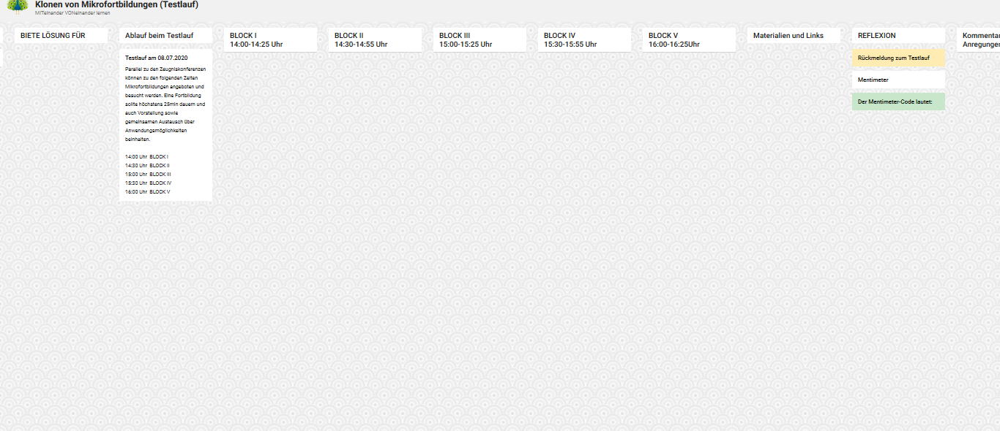 Klonen von Mikrofortbildungen (Testlauf)
MITeinander VONeinander lernen
BIETE LÖSUNG FÜR
Ablauf beim Testlauf
Testlauf am 08.07.2020
Parallel zu den Zeugniskonferenzen
können zu den folgenden Zeiten
Mikrofortbildungen angeboten und
besucht werden. Eine Fortbildung
sollte höchstens 25min dauern und
auch Vorstellung sowie
gemeinsamen Austausch über
Anwendungsmöglichkeiten
beinhalten.
14:00 Uhr BLOCK I
14:30 Uhr BLOCK II
15:00 Uhr BLOCK III
15:30 Uhr BLOCK IV
16:00 Uhr BLOCK V
BLOCK I
14:00-14:25 Uhr
BLOCK II
14:30-14:55 Uhr
BLOCK III
15:00-15:25 Uhr
BLOCK IV
15:30-15:55 Uhr
BLOCK V
16:00-16:25Uhr
Materialien und Links
REFLEXION
Rückmeldung zum Testlauf
Mentimeter
Der Mentimeter-Code lautet:
Kommentar
Anregungen